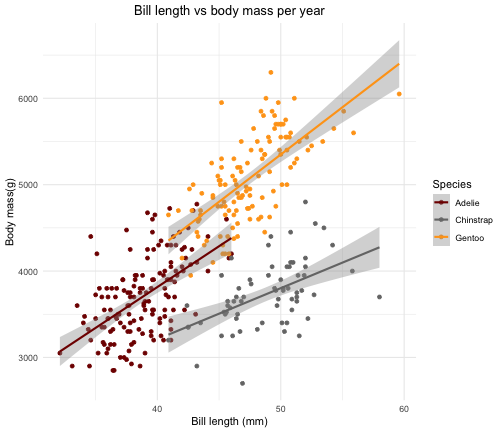 Bill length vs body mass per year
Body mass(g)
6000
5000
4000
3000
40
50
60
Bill length (mm)
Species
Adelie
Chinstrap
Gentoo